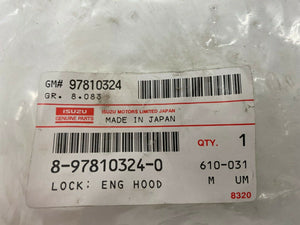 GM# 97810324
GR. 8.083
ISUZU
GENUINE PARTS
ISUZU MOTORS LIMITED JAPAN
MADE IN JAPAN
8-97810324-0
LOCK: ENG HOOD
QTY. 1
610-031
M UM
8320